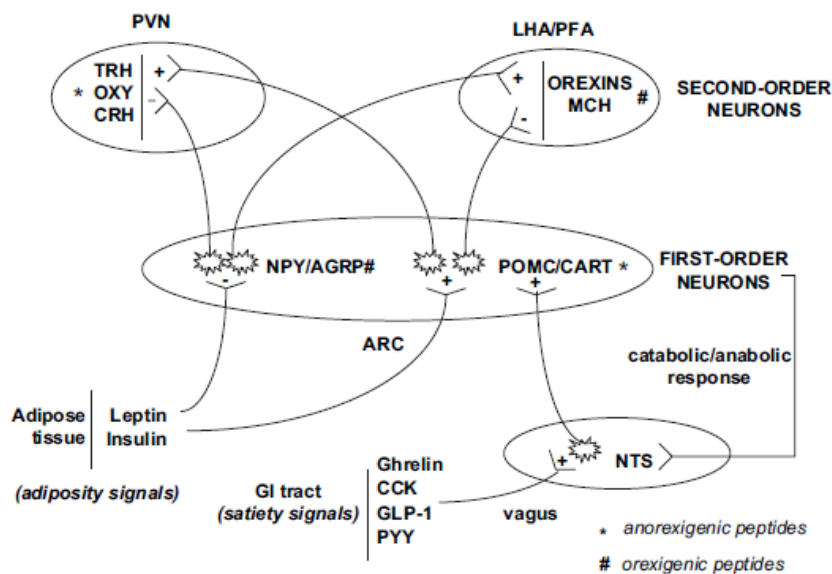 PVN
LHA/PFA
TRH
* OXY
CRH
+
-
+
-
OREXINS
MCH #
SECOND-ORDER
NEURONS
NPY/AGRP#
POMC/CART *
-
+
+
FIRST-ORDER
NEURONS
ARC
catabolic/anabolic
response
Adipose
tissue
Leptin
Insulin
(adiposity signals)
GI tract
(satiety signals)
Ghrelin
CCK
GLP-1
PYY
vagus
+
NTS
* anorexigenic peptides
# orexigenic peptides